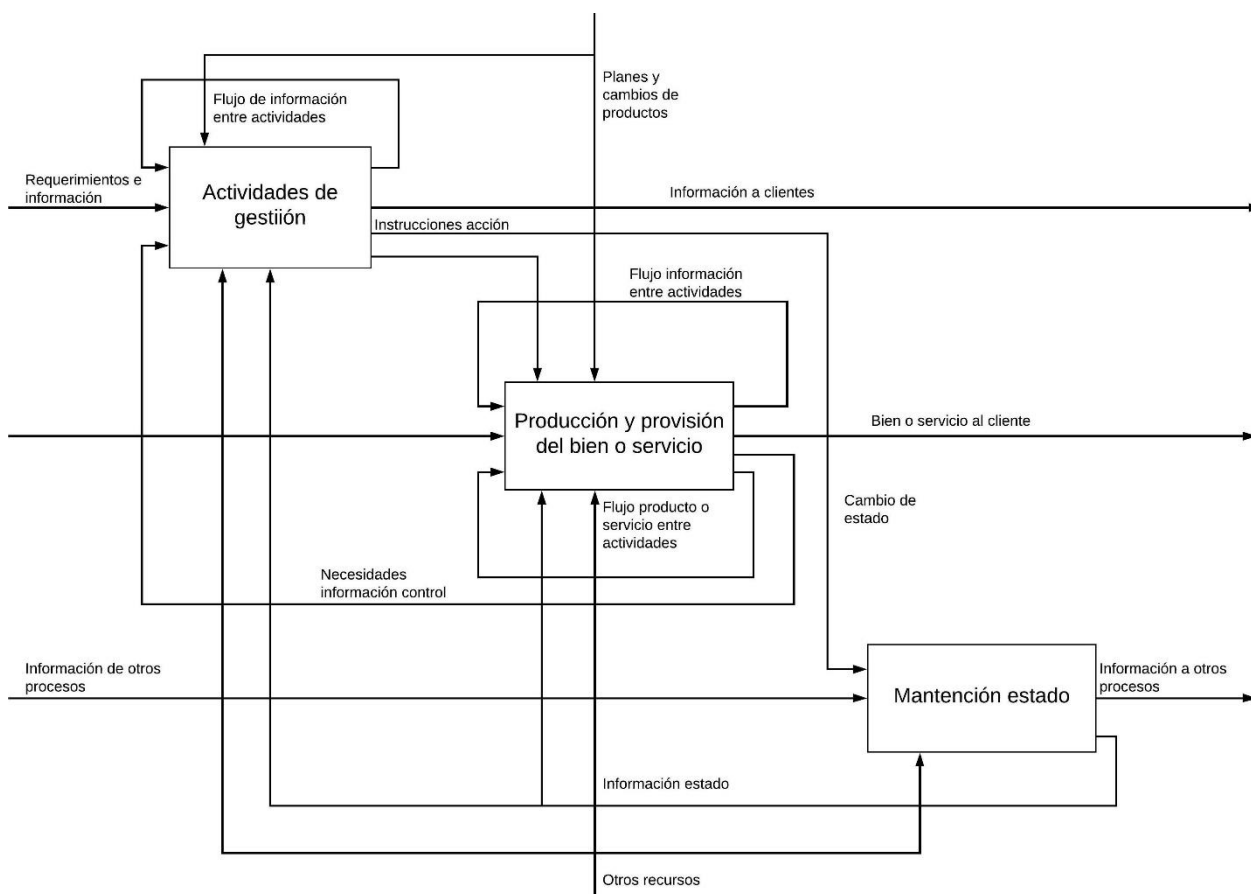 Planes y
cambios de
productos
Flujo de información
entre actividades
Requerimientos e
información
Actividades de
gestiión
Información a clientes
Instrucciones acción
Flujo información
entre actividades
Producción y provisión
del bien o servicio
Bien o servicio al cliente
Flujo producto o
servicio entre
actividades
Cambio de
estado
Necesidades
información control
Información de otros
procesos
Mantención estado
Información a otros
procesos
Información estado
Otros recursos